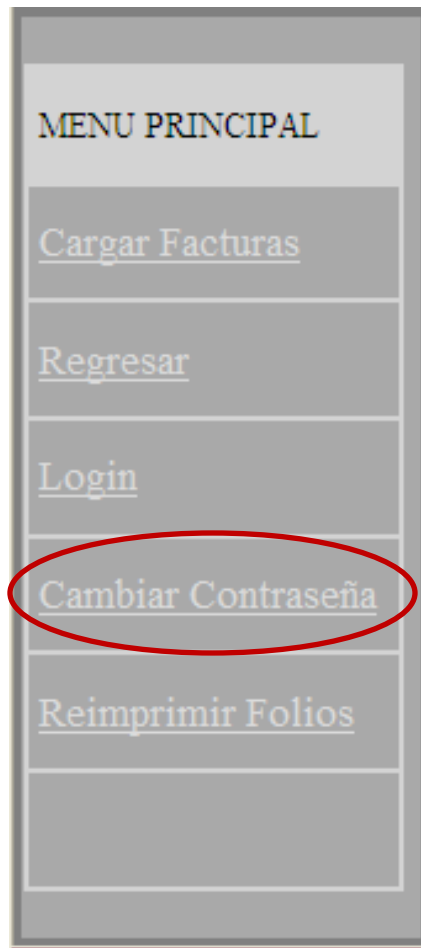 MENU PRINCIPAL
Cargar Facturas
Regresar
Login
Cambiar Contraseña
Reimprimir Folios